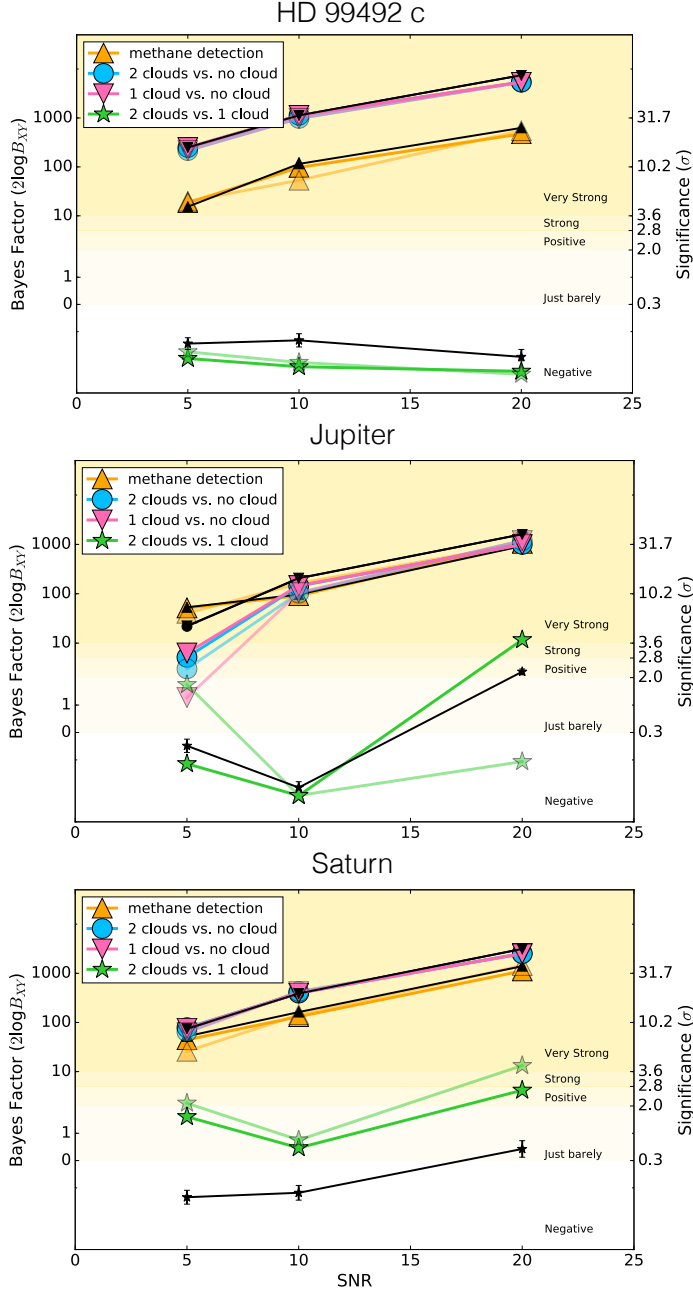 HD 99492 c
methane detection
2 clouds vs. no cloud
1 cloud vs. no cloud
2 clouds vs. 1 cloud
1000
100
10
1
0
Bayes Factor (2logB_{XY})
31.7
10.2
3.6
2.8
2.0
0.3
Significance (σ)
Very Strong
Strong
Positive
Just barely
Negative
0 5 10 15 20 25
Jupiter
methane detection
2 clouds vs. no cloud
1 cloud vs. no cloud
2 clouds vs. 1 cloud
1000
100
10
1
0
Bayes Factor (2logB_{XY})
31.7
10.2
3.6
2.8
2.0
0.3
Significance (σ)
Very Strong
Strong
Positive
Just barely
Negative
0 5 10 15 20 25
Saturn
methane detection
2 clouds vs. no cloud
1 cloud vs. no cloud
2 clouds vs. 1 cloud
1000
100
10
1
0
Bayes Factor (2logB_{XY})
31.7
10.2
3.6
2.8
2.0
0.3
Significance (σ)
Very Strong
Strong
Positive
Just barely
Negative
0 5 10 15 20 25
SNR